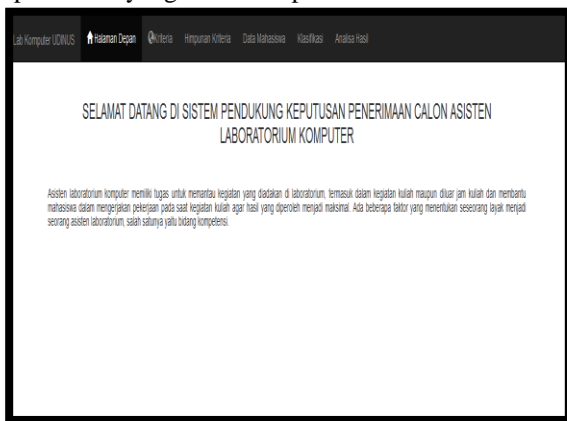 Lab Komputer UDINUS Halaman Depan Kriteria Himpunan Kriteria Data Mahasiswa Klasifikasi Analisa Hasil
SELAMAT DATANG DI SISTEM PENDUKUNG KEPUTUSAN PENERIMAAN CALON ASISTEN
LABORATORIUM KOMPUTER
Asisten laboratorium komputer memiliki tugas untuk memantau kegiatan yang diadakan di laboratorium, termasuk dalam kegiatan kuliah maupun diluar jam kuliah dan membantu
mahasiswa dalam mengerjakan pekerjaan pada saat kegiatan kuliah agar hasil yang diperoleh menjadi maksimal. Ada beberapa faktor yang menentukan seseorang layak menjadi
seorang asisten laboratorium, salah satunya yaitu bidang kompetensi.